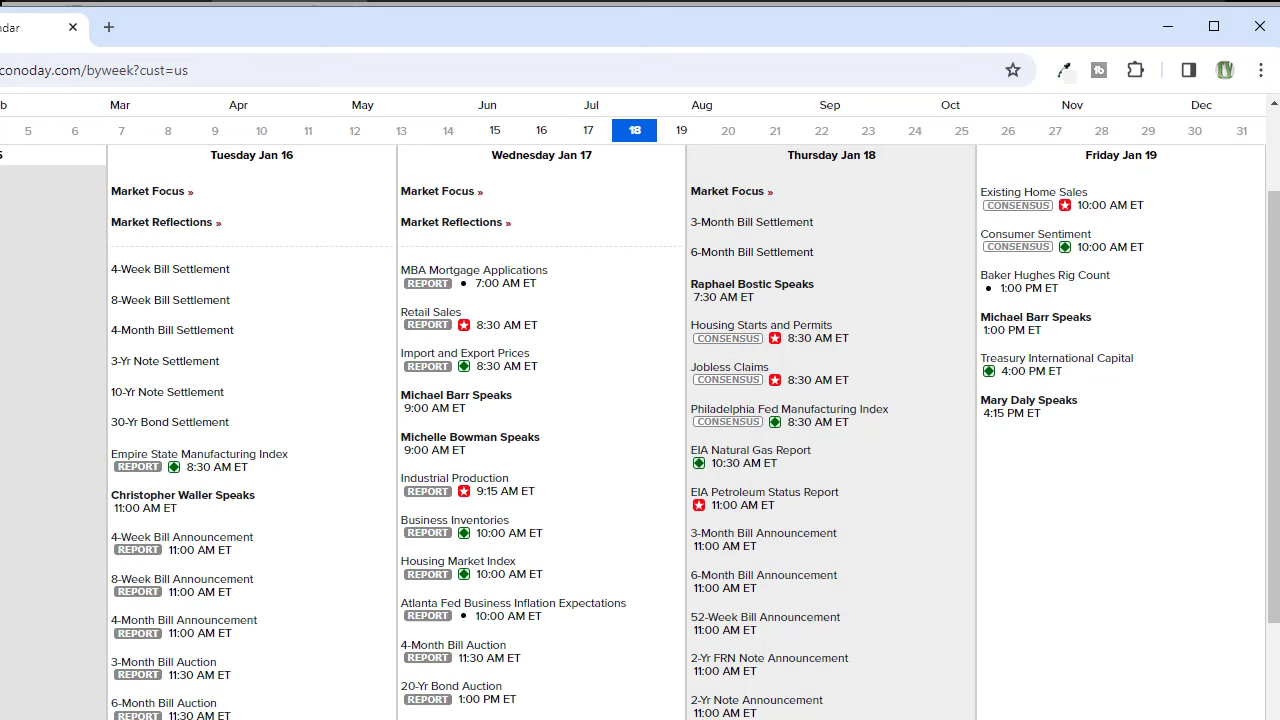 ndar
conoday.com/byweek?cust=us
b Mar Apr May Jun Jul Aug Sep Oct Nov Dec
5 6 7 8 9 10 11 12 13 14 15 16 17 18 19 20 21 22 23 24 25 26 27 28 29 30 31
5
Tuesday Jan 16
Market Focus »
Market Reflections »
4-Week Bill Settlement
8-Week Bill Settlement
4-Month Bill Settlement
3-Yr Note Settlement
10-Yr Note Settlement
30-Yr Bond Settlement
Empire State Manufacturing Index
REPORT 8:30 AM ET
Christopher Waller Speaks
11:00 AM ET
4-Week Bill Announcement
REPORT 11:00 AM ET
8-Week Bill Announcement
REPORT 11:00 AM ET
4-Month Bill Announcement
REPORT 11:00 AM ET
3-Month Bill Auction
REPORT 11:30 AM ET
6-Month Bill Auction
REPORT 11:30 AM ET
Wednesday Jan 17
Market Focus »
Market Reflections »
MBA Mortgage Applications
REPORT • 7:00 AM ET
Retail Sales
REPORT 8:30 AM ET
Import and Export Prices
REPORT 8:30 AM ET
Michael Barr Speaks
9:00 AM ET
Michelle Bowman Speaks
9:00 AM ET
Industrial Production
REPORT 9:15 AM ET
Business Inventories
REPORT 10:00 AM ET
Housing Market Index
REPORT 10:00 AM ET
Atlanta Fed Business Inflation Expectations
REPORT • 10:00 AM ET
4-Month Bill Auction
REPORT 11:30 AM ET
20-Yr Bond Auction
REPORT 1:00 PM ET
Thursday Jan 18
Market Focus »
3-Month Bill Settlement
6-Month Bill Settlement
Raphael Bostic Speaks
7:30 AM ET
Housing Starts and Permits
CONSENSUS 8:30 AM ET
Jobless Claims
CONSENSUS 8:30 AM ET
Philadelphia Fed Manufacturing Index
CONSENSUS 8:30 AM ET
EIA Natural Gas Report
10:30 AM ET
EIA Petroleum Status Report
11:00 AM ET
3-Month Bill Announcement
11:00 AM ET
6-Month Bill Announcement
11:00 AM ET
52-Week Bill Announcement
11:00 AM ET
2-Yr FRN Note Announcement
11:00 AM ET
2-Yr Note Announcement
11:00 AM ET
Friday Jan 19
Existing Home Sales
CONSENSUS 10:00 AM ET
Consumer Sentiment
CONSENSUS 10:00 AM ET
Baker Hughes Rig Count
• 1:00 PM ET
Michael Barr Speaks
1:00 PM ET
Treasury International Capital
4:00 PM ET
Mary Daly Speaks
4:15 PM ET